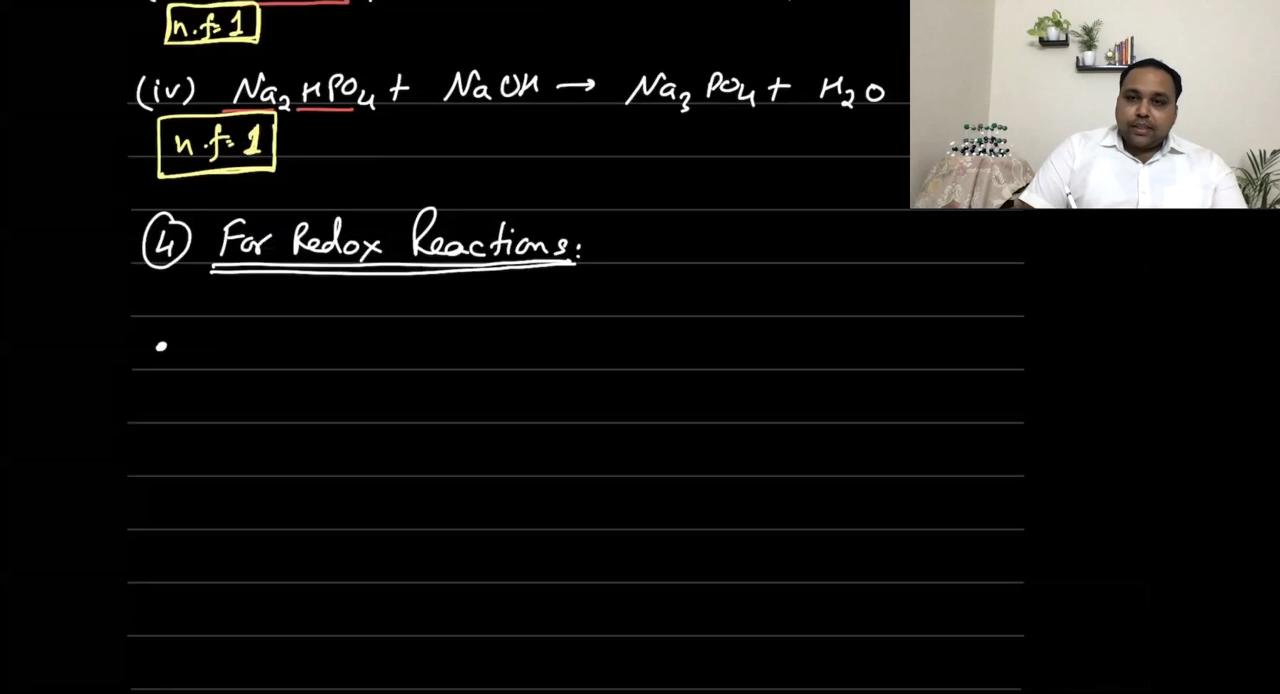 n.f=1
(iv) Na₂HPO₄ + NaOH → Na₃PO₄ + H₂O
n.f=1
④ For Redox Reactions: